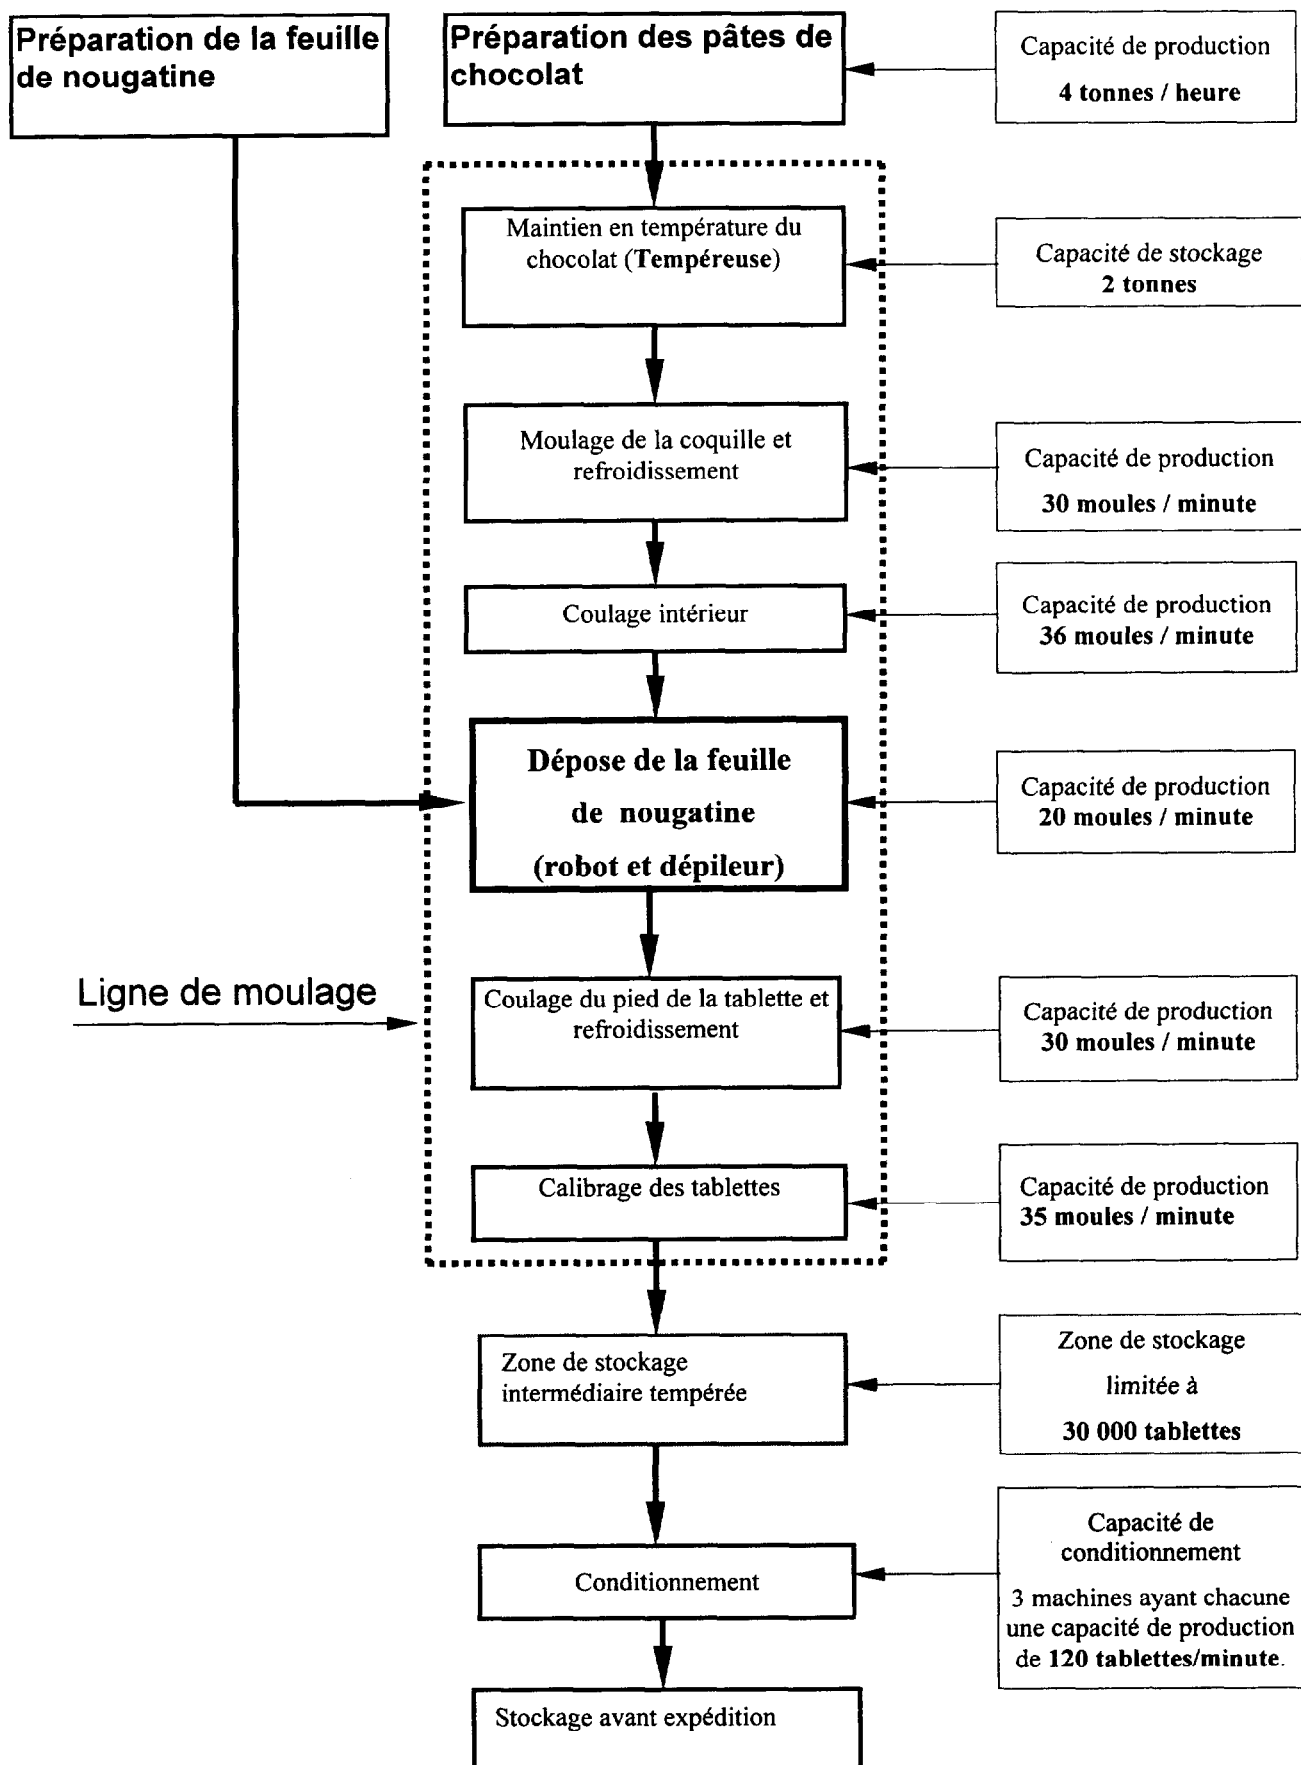 Préparation de la feuille
de nougatine
Préparation des pâtes de
chocolat
Capacité de production
4 tonnes / heure
Maintien en température du
chocolat (Tempéreuse)
Capacité de stockage
2 tonnes
Moulage de la coquille et
refroidissement
Capacité de production
30 moules / minute
Coulage intérieur
Capacité de production
36 moules / minute
Dépose de la feuille
de nougatine
(robot et dépileur)
Capacité de production
20 moules / minute
Ligne de moulage
Coulage du pied de la tablette et
refroidissement
Capacité de production
30 moules / minute
Calibrage des tablettes
Capacité de production
35 moules / minute
Zone de stockage
intermédiaire tempérée
Zone de stockage
limitée à
30 000 tablettes
Conditionnement
Capacité de
conditionnement
3 machines ayant chacune
une capacité de production
de 120 tablettes/minute.
Stockage avant expédition